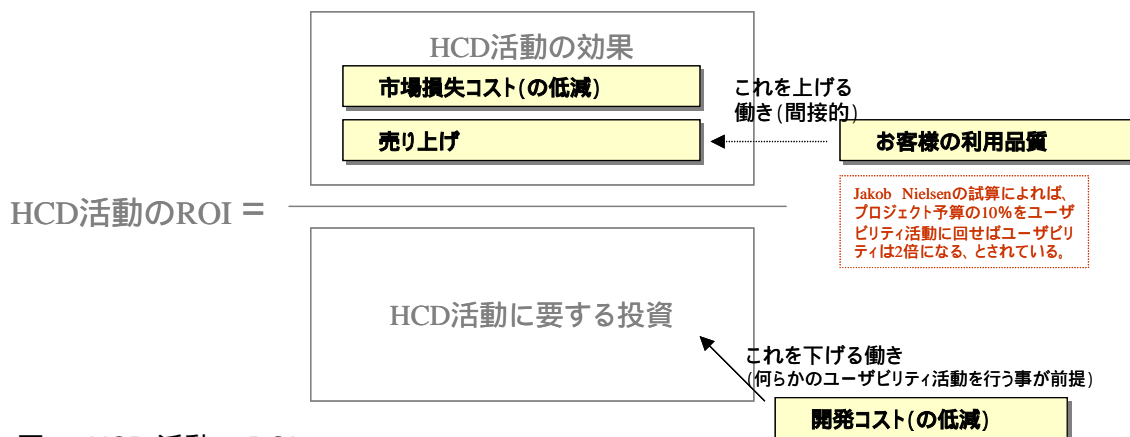 HCD活動の効果
市場損失コスト(の低減)
売り上げ
これを上げる
働き(間接的)
お客様の利用品質
Jakob Nielsenの試算によれば、
プロジェクト予算の10%をユーザ
ビリティ活動に回せばユーザビリ
ティは2倍になる、とされている。
HCD活動のROI =
HCD活動に要する投資
これを下げる働き
(何らかのユーザビリティ活動を行う事が前提)
開発コスト(の低減)